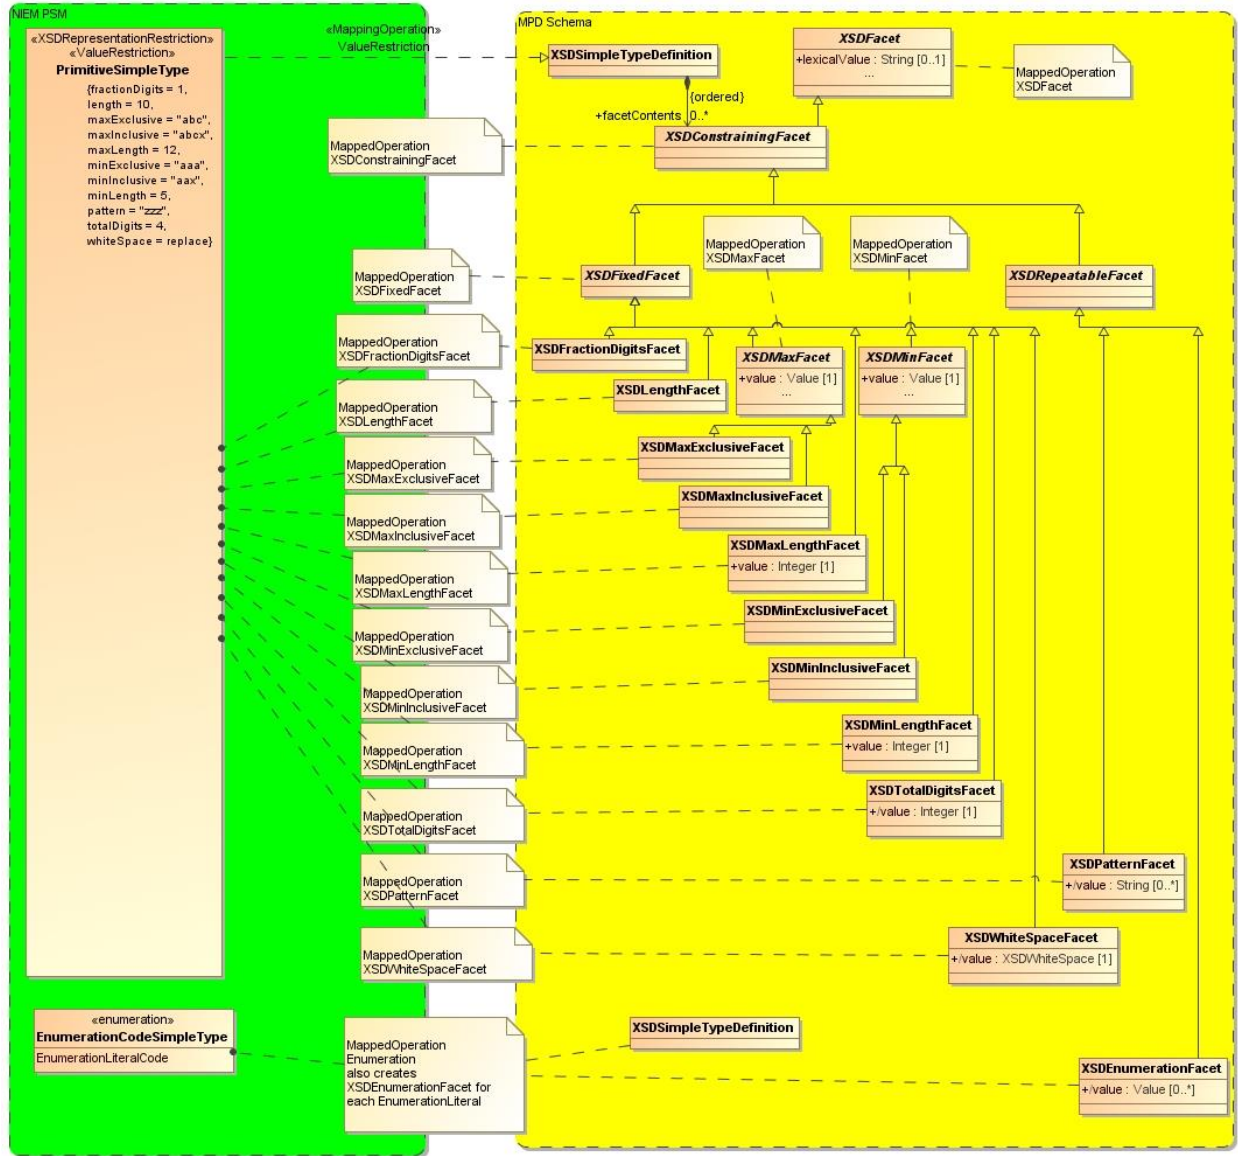 NIEM PSM
«XSDRepresentationRestriction»
«ValueRestriction»
PrimitiveSimpleType
{fractionDigits = 1,
length = 10,
maxExclusive = "abc",
maxInclusive = "abcx",
maxLength = 12,
minExclusive = "aaa",
minInclusive = "aax",
minLength = 5,
pattern = "zzz",
totalDigits = 4,
whiteSpace = replace}
«MappingOperation»
ValueRestriction
MPD Schema
XSDSimpleTypeDefinition
{ordered}
+facetContents 0..*
XSDFacet
+lexicalValue : String [0..1]
...
MappedOperation
XSDFacet
MappedOperation
XSDConstrainingFacet
XSDConstrainingFacet
MappedOperation
XSDMaxFacet
MappedOperation
XSDMinFacet
MappedOperation
XSDFixedFacet
XSDFixedFacet
XSDRepeatableFacet
MappedOperation
XSDFractionDigitsFacet
XSDFractionDigitsFacet
XSDMaxFacet
+value : Value [1]
...
XSDMinFacet
+value : Value [1]
...
MappedOperation
XSDLengthFacet
XSDLengthFacet
MappedOperation
XSDMaxExclusiveFacet
XSDMaxExclusiveFacet
MappedOperation
XSDMaxInclusiveFacet
XSDMaxInclusiveFacet
MappedOperation
XSDMaxLengthFacet
XSDMaxLengthFacet
+value : Integer [1]
MappedOperation
XSDMinExclusiveFacet
XSDMinExclusiveFacet
MappedOperation
XSDMinInclusiveFacet
XSDMinInclusiveFacet
MappedOperation
XSDMinLengthFacet
XSDMinLengthFacet
+value : Integer [1]
MappedOperation
XSDTotalDigitsFacet
XSDTotalDigitsFacet
+/value : Integer [1]
MappedOperation
XSDPatternFacet
XSDPatternFacet
+/value : String [0..*]
MappedOperation
XSDWhiteSpaceFacet
XSDWhiteSpaceFacet
+/value : XSDWhiteSpace [1]
«enumeration»
EnumerationCodeSimpleType
EnumerationLiteralCode
MappedOperation
Enumeration
also creates
XSDEnumerationFacet for
each EnumerationLiteral
XSDSimpleTypeDefinition
XSDEnumerationFacet
+/value : Value [0..*]